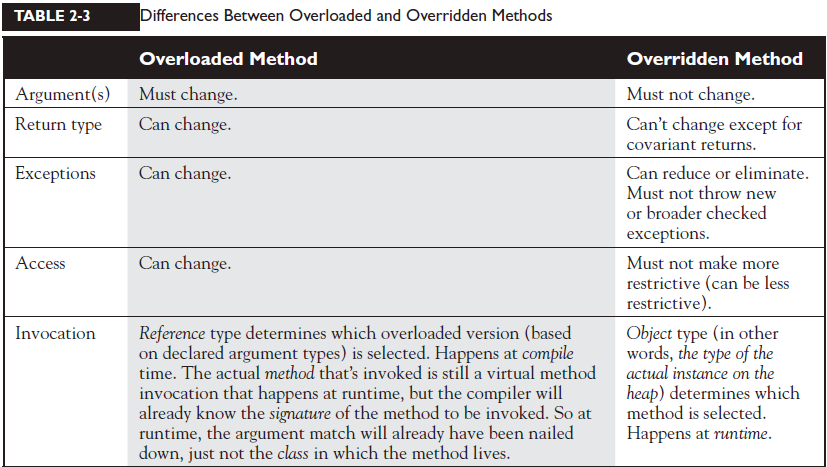 TABLE 2-3 Differences Between Overloaded and Overridden Methods
Overloaded Method Overridden Method
Argument(s) Must change. Must not change.
Return type Can change. Can't change except for
covariant returns.
Exceptions Can change. Can reduce or eliminate.
Must not throw new
or broader checked
exceptions.
Access Can change. Must not make more
restrictive (can be less
restrictive).
Invocation Reference type determines which overloaded version (based Object type (in other
on declared argument types) is selected. Happens at compile words, the type of the
time. The actual method that's invoked is still a virtual method actual instance on the
invocation that happens at runtime, but the compiler will heap) determines which
already know the signature of the method to be invoked. So at method is selected.
runtime, the argument match will already have been nailed Happens at runtime.
down, just not the class in which the method lives.